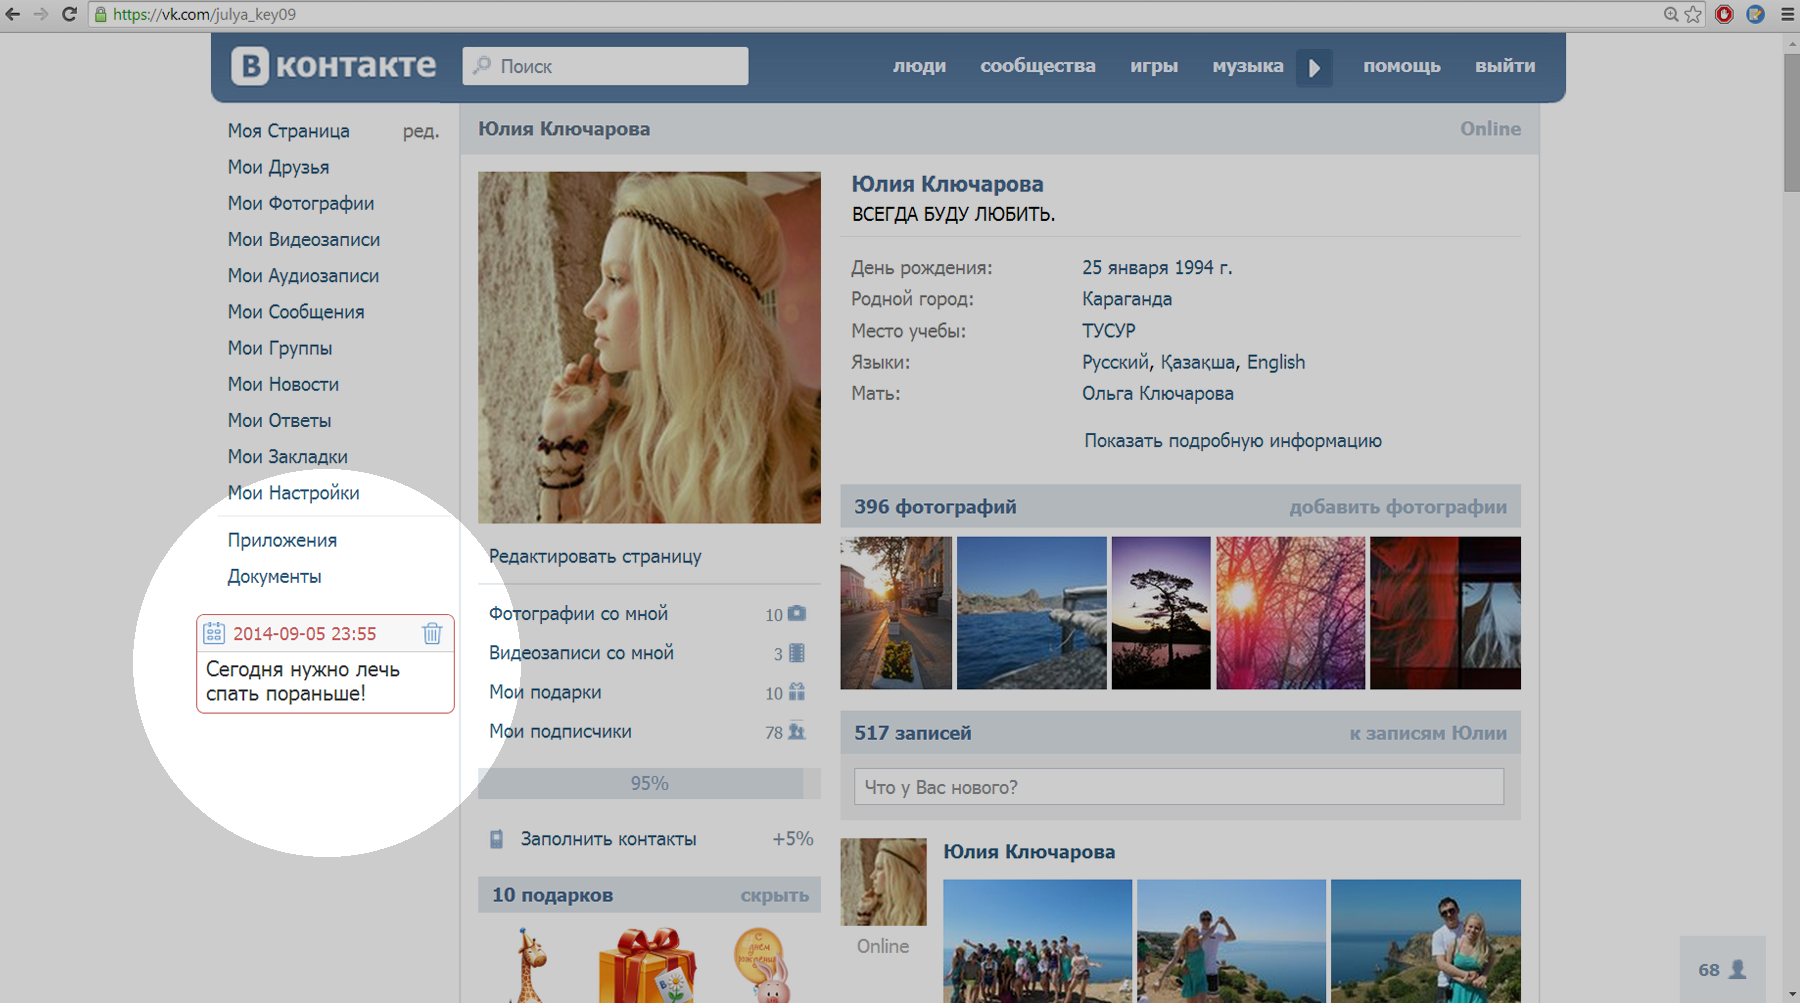 https://vk.com/julya_key09
В контакте
Поиск
люди
сообщества
игры
музыка
помощь
выйти
Моя Страница
ред.
Мои Друзья
Мои Фотографии
Мои Видеозаписи
Мои Аудиозаписи
Мои Сообщения
Мои Группы
Мои Новости
Мои Ответы
Мои Закладки
Мои Настройки
Приложения
Документы
2014-09-05 23:55
Сегодня нужно лечь
спать пораньше!
Юлия Ключарова
Online
Редактировать страницу
Фотографии со мной 10
Видеозаписи со мной 3
Мои подарки 10
Мои подписчики 78
95%
Заполнить контакты +5%
10 подарков
скрыть
С
днем
рождения
В
Юлия Ключарова
ВСЕГДА БУДУ ЛЮБИТЬ.
День рождения: 25 января 1994 г.
Родной город: Караганда
Место учебы: ТУСУР
Языки: Русский, Қазақша, English
Мать: Ольга Ключарова
Показать подробную информацию
396 фотографий
добавить фотографии
517 записей
к записям Юлии
Что у Вас нового?
Юлия Ключарова
Online
68